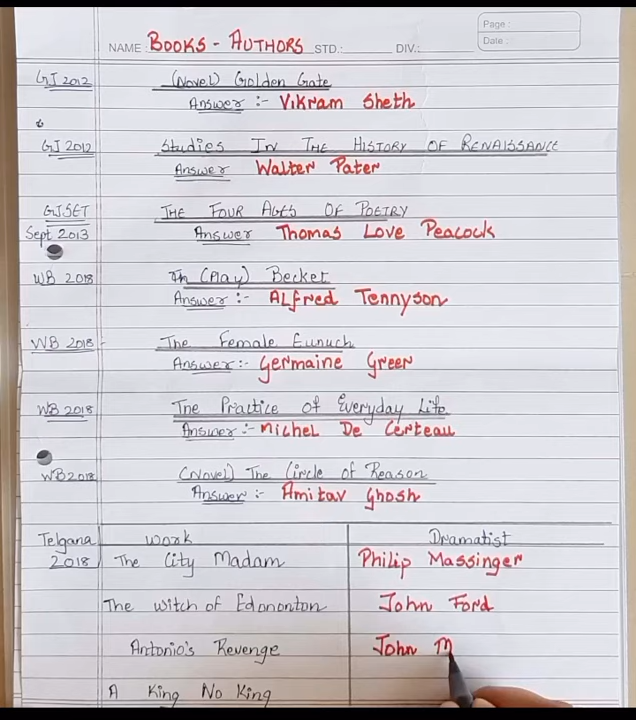 Page :
Date :
NAME : BOOKS - AUTHORS STD.: DIV.:
GJ 2012 (Novel) Golden Gate
Answer :- Vikram Sheth
GJ 2012 Studies IN THE HISTORY OF RENAISSANCE
Answer Walter Pater
GJSET THE FOUR AGES OF POETRY
Sept 2013 Answer Thomas Love Peacock
WB 2018 (Play) Becket
Answer :- ALfred Tennyson
WB 2018 - The Female Eunuch
Answer :- Germaine Greer
WB 2018 The Practice of Everyday Life
Answer :- Michel De Certeau
WB 2018 (Novel) The Circle of Reason
Answer :- Amitav Ghosh
Telgana Work Dramatist
2018 The City Madam Philip Massinger
The Witch of Edmonton John Ford
Antonio's Revenge John M
A King No King